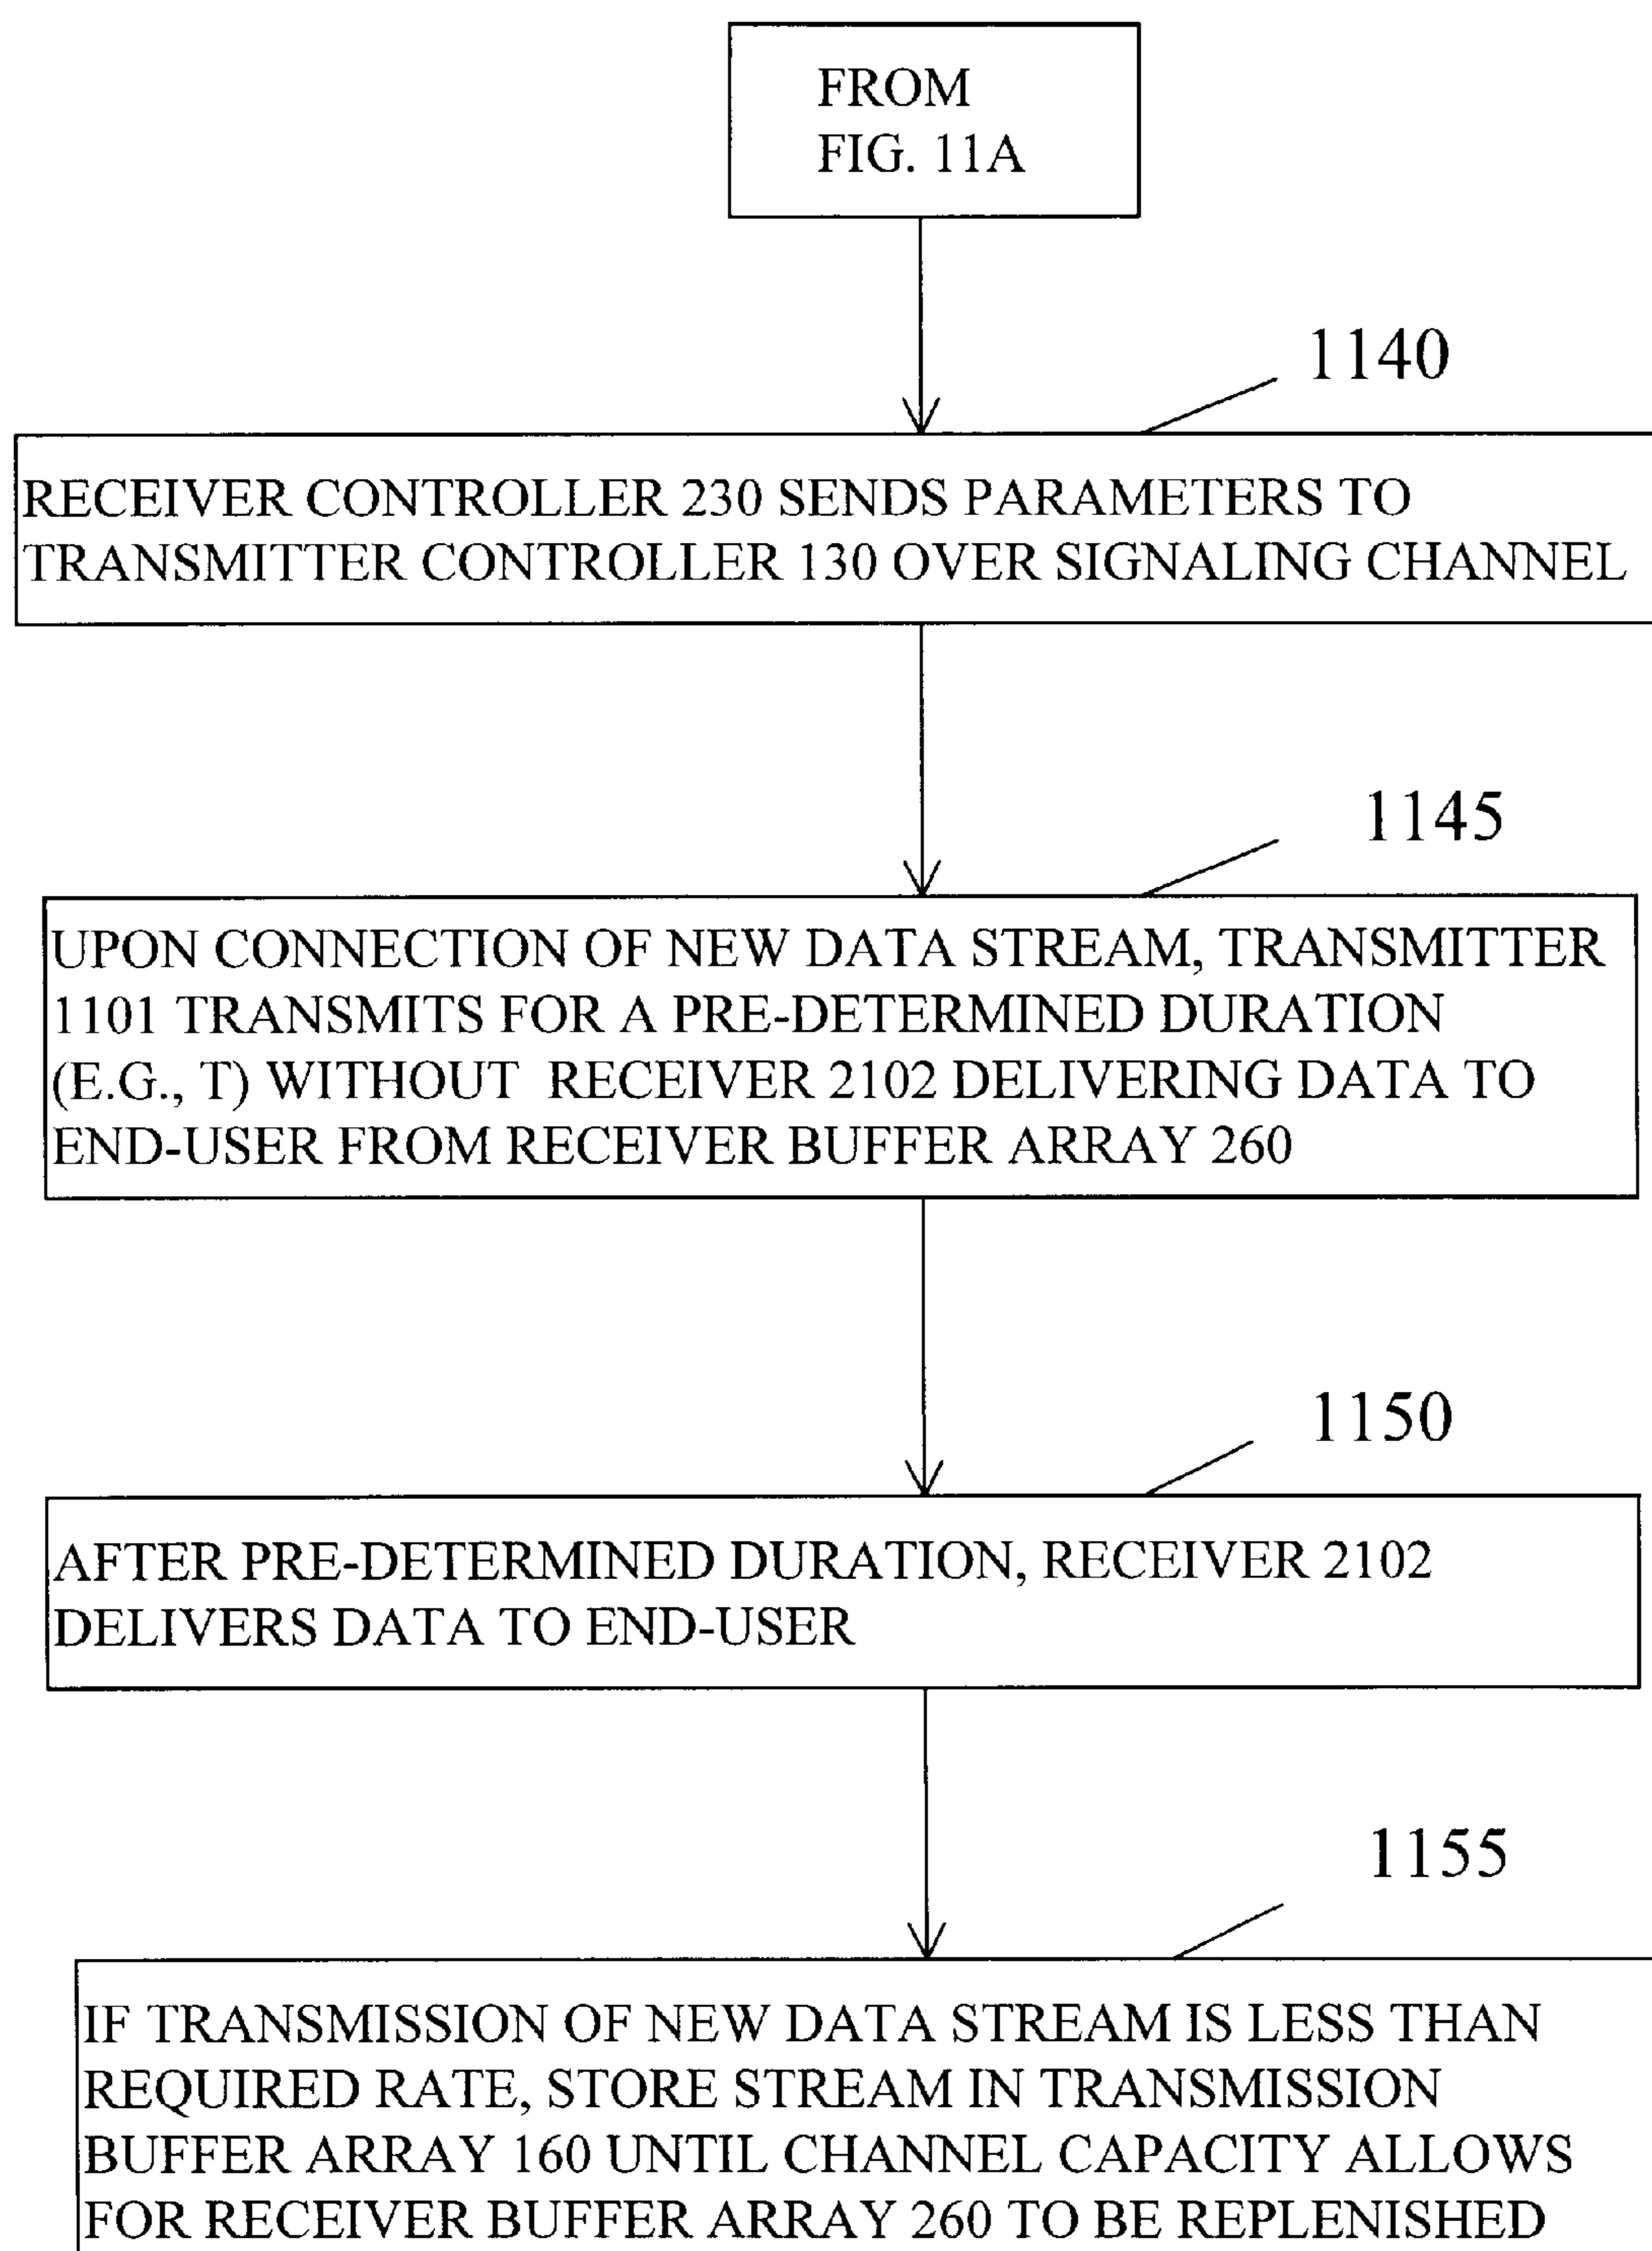 FROM
FIG. 11A
1140
RECEIVER CONTROLLER 230 SENDS PARAMETERS TO
TRANSMITTER CONTROLLER 130 OVER SIGNALING CHANNEL
1145
UPON CONNECTION OF NEW DATA STREAM, TRANSMITTER
1101 TRANSMITS FOR A PRE-DETERMINED DURATION
(E.G., T) WITHOUT RECEIVER 2102 DELIVERING DATA TO
END-USER FROM RECEIVER BUFFER ARRAY 260
1150
AFTER PRE-DETERMINED DURATION, RECEIVER 2102
DELIVERS DATA TO END-USER
1155
IF TRANSMISSION OF NEW DATA STREAM IS LESS THAN
REQUIRED RATE, STORE STREAM IN TRANSMISSION
BUFFER ARRAY 160 UNTIL CHANNEL CAPACITY ALLOWS
FOR RECEIVER BUFFER ARRAY 260 TO BE REPLENISHED